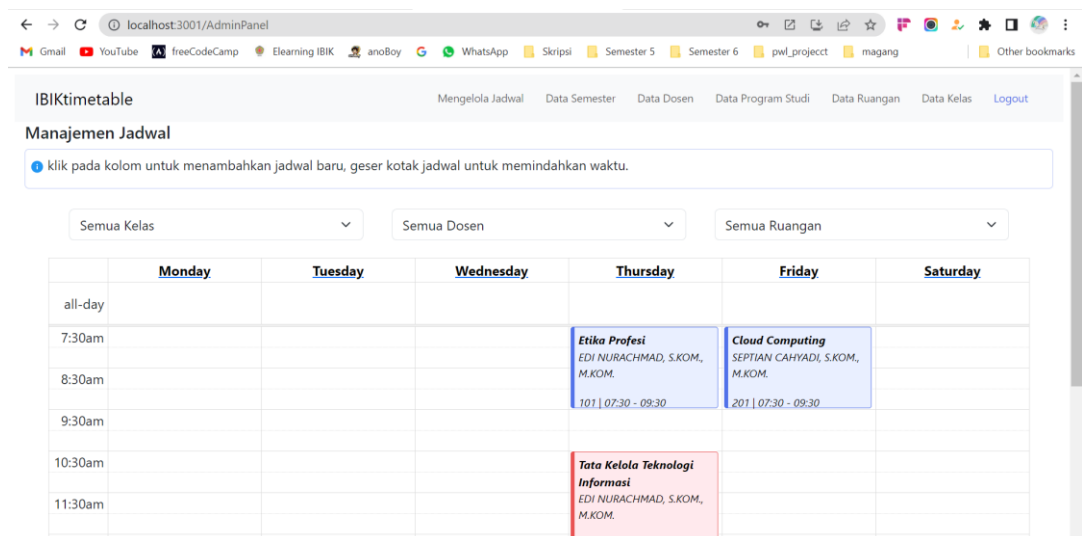 localhost:3001/AdminPanel
Gmail YouTube freeCodeCamp Elearning IBIK anoBoy WhatsApp Skripsi Semester 5 Semester 6 pwl_projecct magang Other bookmarks
IBIKtimetable Mengelola Jadwal Data Semester Data Dosen Data Program Studi Data Ruangan Data Kelas Logout
Manajemen Jadwal
klik pada kolom untuk menambahkan jadwal baru, geser kotak jadwal untuk memindahkan waktu.
Semua Kelas Semua Dosen Semua Ruangan
Monday Tuesday Wednesday Thursday Friday Saturday
all-day
7:30am
Etika Profesi
EDI NURACHMAD, S.KOM.,
M.KOM.
101 | 07:30 - 09:30
Cloud Computing
SEPTIAN CAHYADI, S.KOM.,
M.KOM.
201 | 07:30 - 09:30
8:30am
9:30am
10:30am
Tata Kelola Teknologi
Informasi
EDI NURACHMAD, S.KOM.,
M.KOM.
11:30am